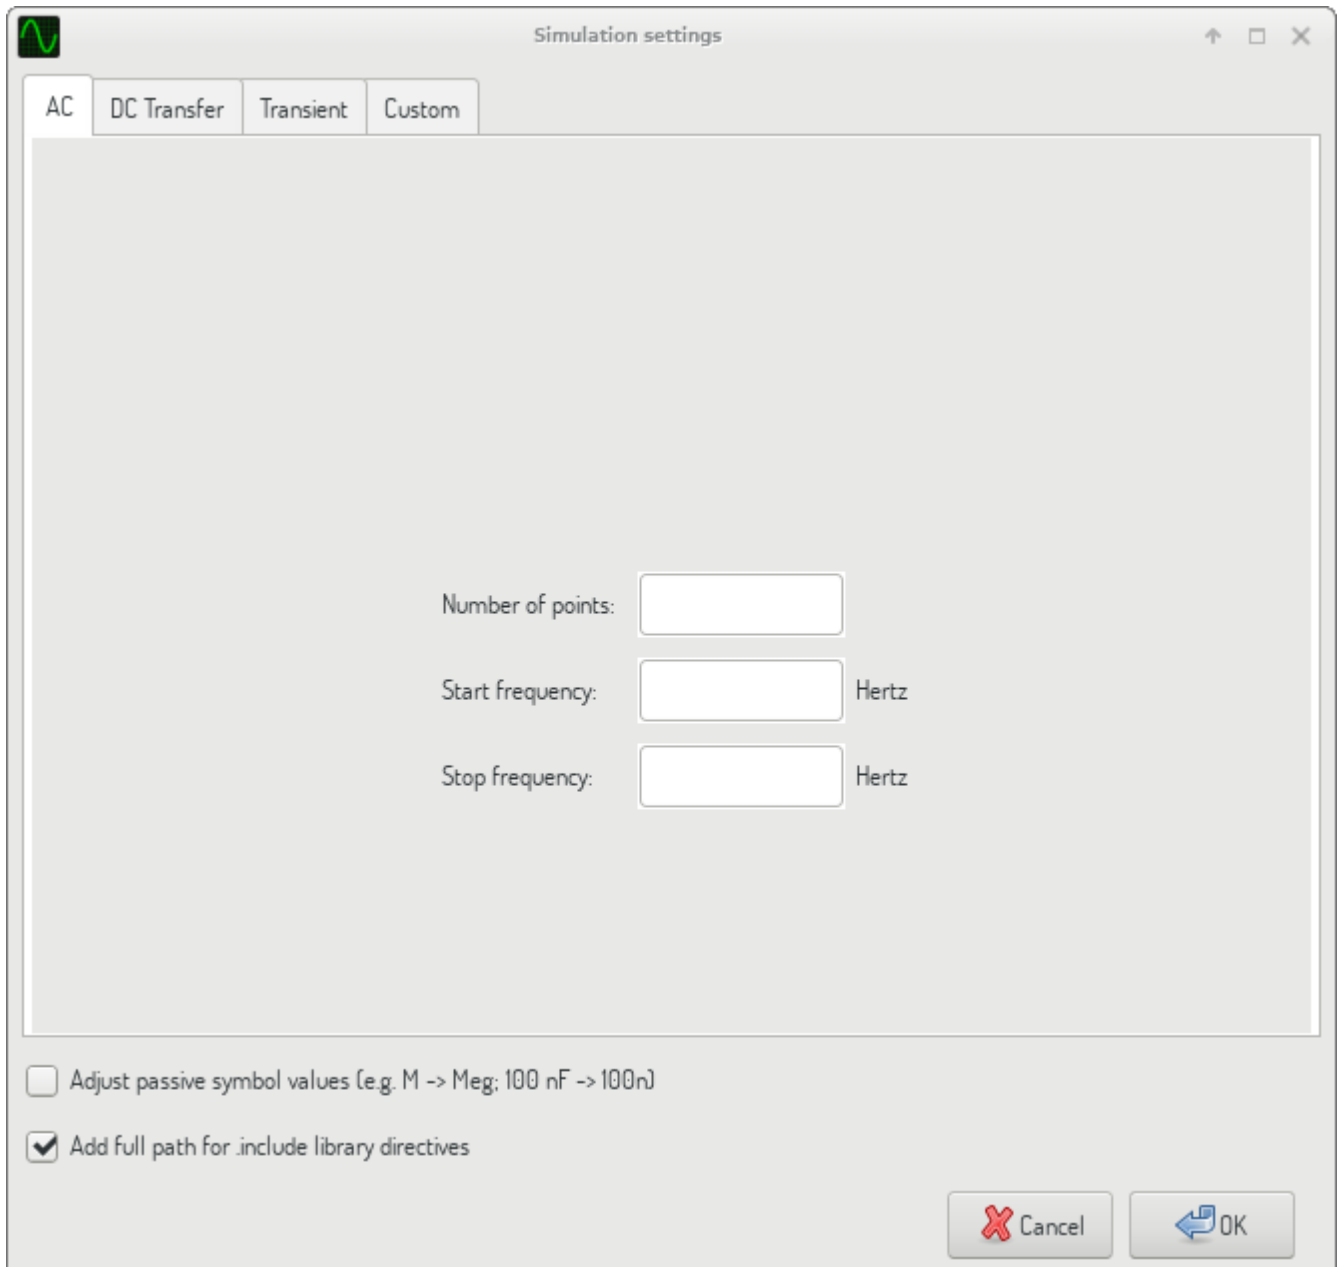 Simulation settings
AC DC Transfer Transient Custom
Number of points:
Start frequency: Hertz
Stop frequency: Hertz
Adjust passive symbol values (e.g. M -> Meg; 100 nF -> 100n)
Add full path for .include library directives
Cancel OK